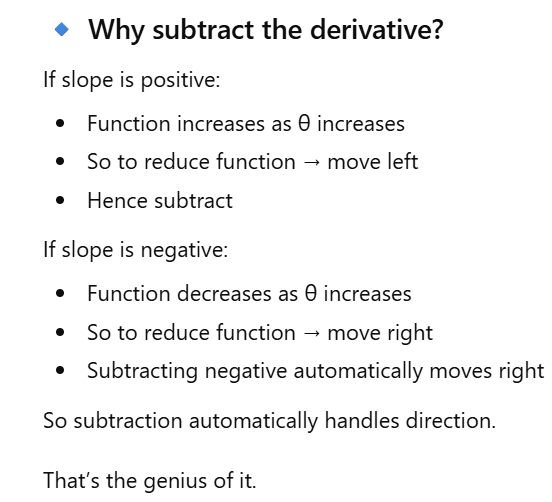 🔹 Why subtract the derivative?
If slope is positive:
• Function increases as θ increases
• So to reduce function → move left
• Hence subtract
If slope is negative:
• Function decreases as θ increases
• So to reduce function → move right
• Subtracting negative automatically moves right
So subtraction automatically handles direction.
That's the genius of it.